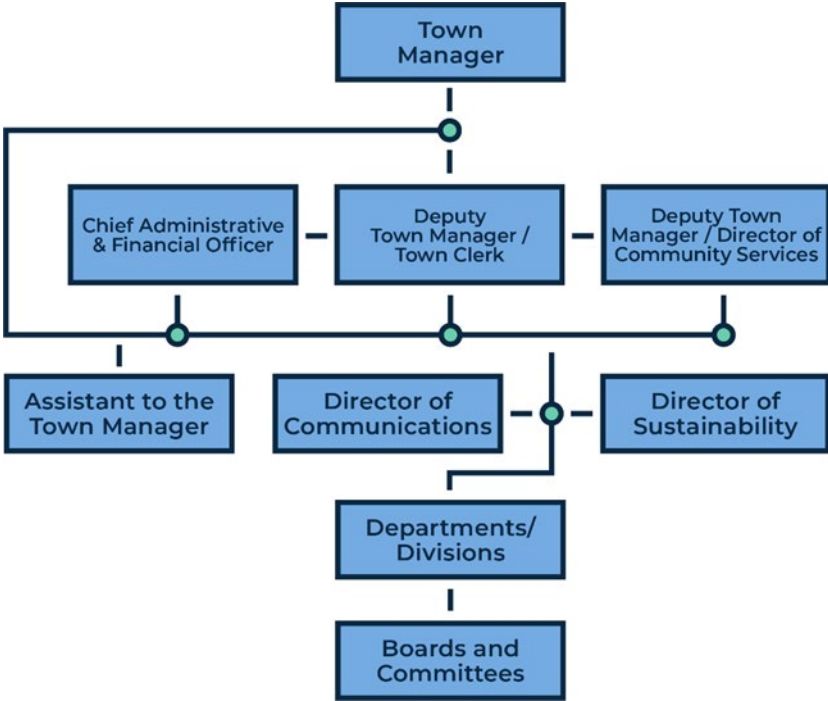 Town
Manager
Chief Administrative
& Financial Officer
Deputy
Town Manager /
Town Clerk
Deputy Town
Manager / Director of
Community Services
Assistant to the
Town Manager
Director of
Communications
Director of
Sustainability
Departments/
Divisions
Boards and
Committees